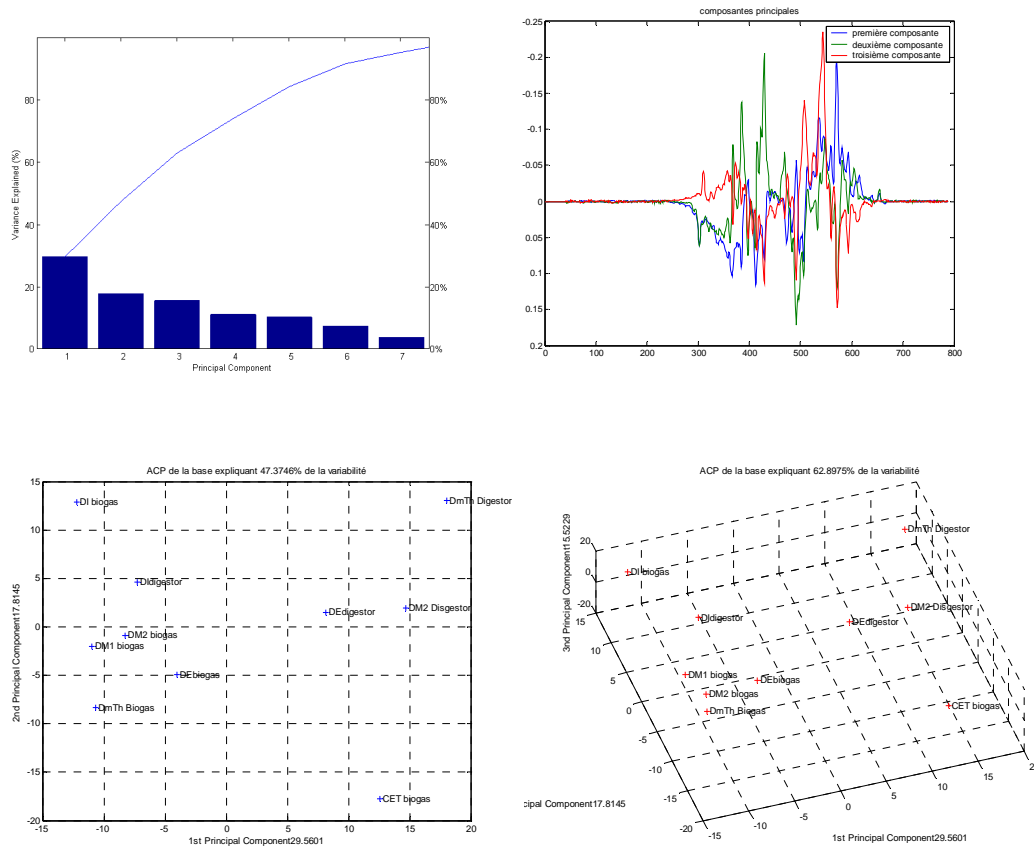 Variance Explained (%)
80
60
40
20
0
80%
60%
40%
20%
0%
1 2 3 4 5 6 7
Principal Component
composantes principales
-0.25
-0.2
-0.15
-0.1
-0.05
0
0.05
0.1
0.15
0.2
première composante
deuxième composante
troisième composante
0 100 200 300 400 500 600 700 800
ACP de la base expliquant 47.3746% de la variabilité
2nd Principal Component17.8145
15
10
5
0
-5
-10
-15
-20
DI biogas
DmTh Digestor
DIdigestor
DEdigestor
DM2 Disgestor
DM2 biogas
DM1 biogas
DEbiogas
DmTh Biogas
CET biogas
-15 -10 -5 0 5 10 15 20
1st Principal Component29.5601
ACP de la base expliquant 62.8975% de la variabilité
3nd Principal Component15.5229
20
0
-20
15
10
5
0
-5
-10
-15
-20
DmTh Digestor
DI biogas
DM2 Disgestor
DIdigestor
DEdigestor
DM1 biogas
DEbiogas
DM2 biogas
DmTh Biogas
CET biogas
cipal Component17.8145
-15 -10 -5 0 5 10 15 2
1st Principal Component29.5601